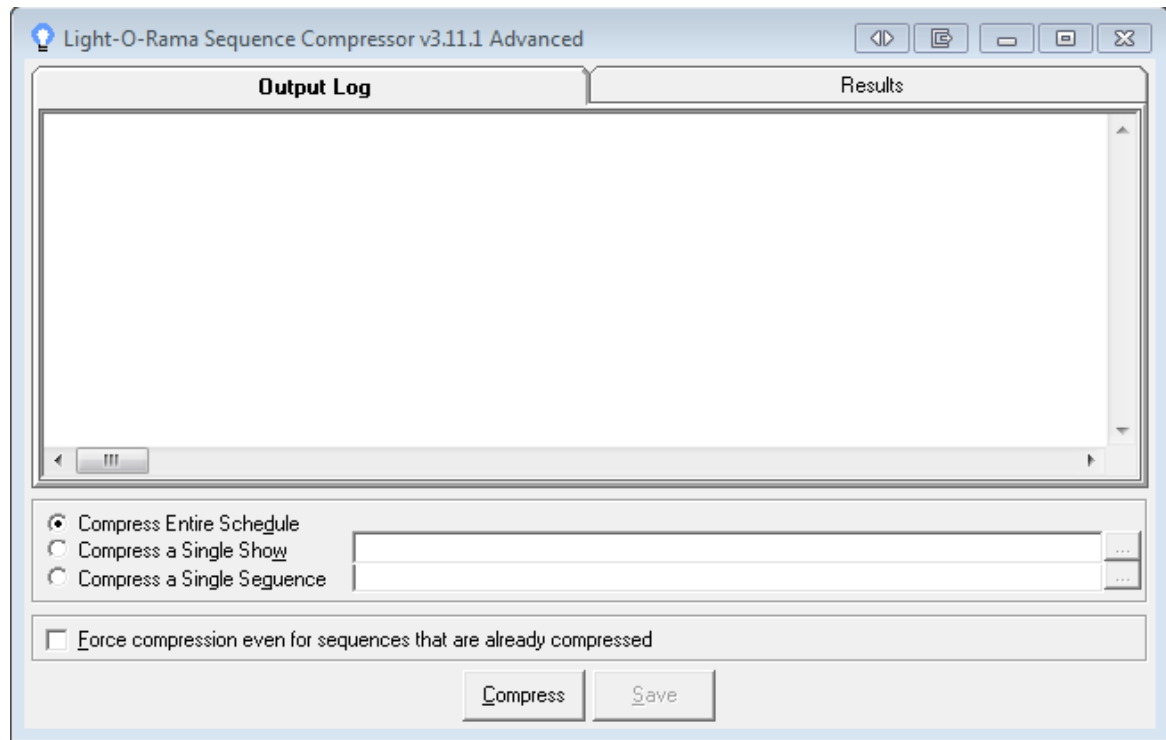 Light-O-Rama Sequence Compressor v3.11.1 Advanced
Output Log
Results
Compress Entire Schedule
Compress a Single Show
...
Compress a Single Sequence
...
Force compression even for sequences that are already compressed
Compress
Save